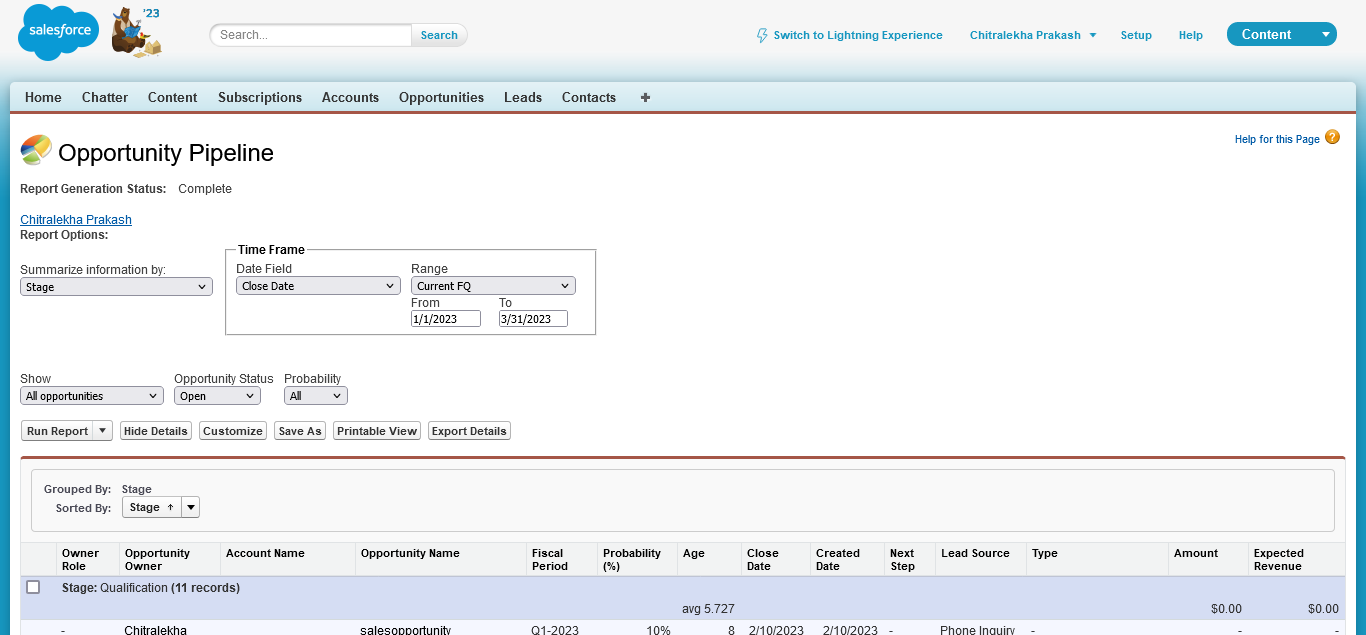 salesforce '23
Search... Search
Switch to Lightning Experience Chitralekha Prakash Setup Help Content
Home Chatter Content Subscriptions Accounts Opportunities Leads Contacts +
Help for this Page ?
Opportunity Pipeline
Report Generation Status: Complete
Chitralekha Prakash
Report Options:
Time Frame
Summarize information by: Date Field Range
Stage Close Date Current FQ
From To
1/1/2023 3/31/2023
Show Opportunity Status Probability
All opportunities Open All
Run Report Hide Details Customize Save As Printable View Export Details
Grouped By: Stage
Sorted By: Stage ↑
Owner Role Opportunity Owner Account Name Opportunity Name Fiscal Period Probability (%) Age Close Date Created Date Next Step Lead Source Type Amount Expected Revenue
Stage: Qualification (11 records)
avg 5.727 $0.00 $0.00
- Chitralekha salesopportunity Q1-2023 10% 8 2/10/2023 2/10/2023 - Phone Inquiry - - -